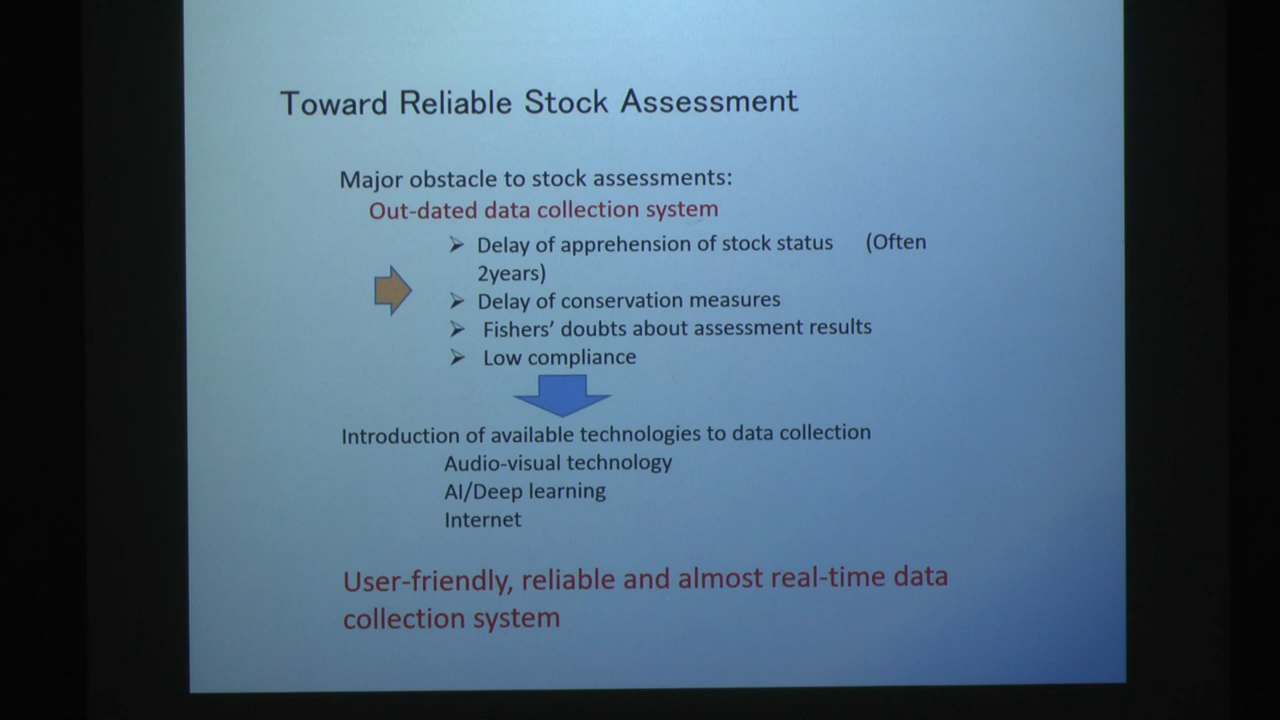 Toward Reliable Stock Assessment
Major obstacle to stock assessments:
Out-dated data collection system
➢ Delay of apprehension of stock status (Often
2years)
➢ Delay of conservation measures
➢ Fishers’ doubts about assessment results
➢ Low compliance
Introduction of available technologies to data collection
Audio-visual technology
AI/Deep learning
Internet
User-friendly, reliable and almost real-time data
collection system